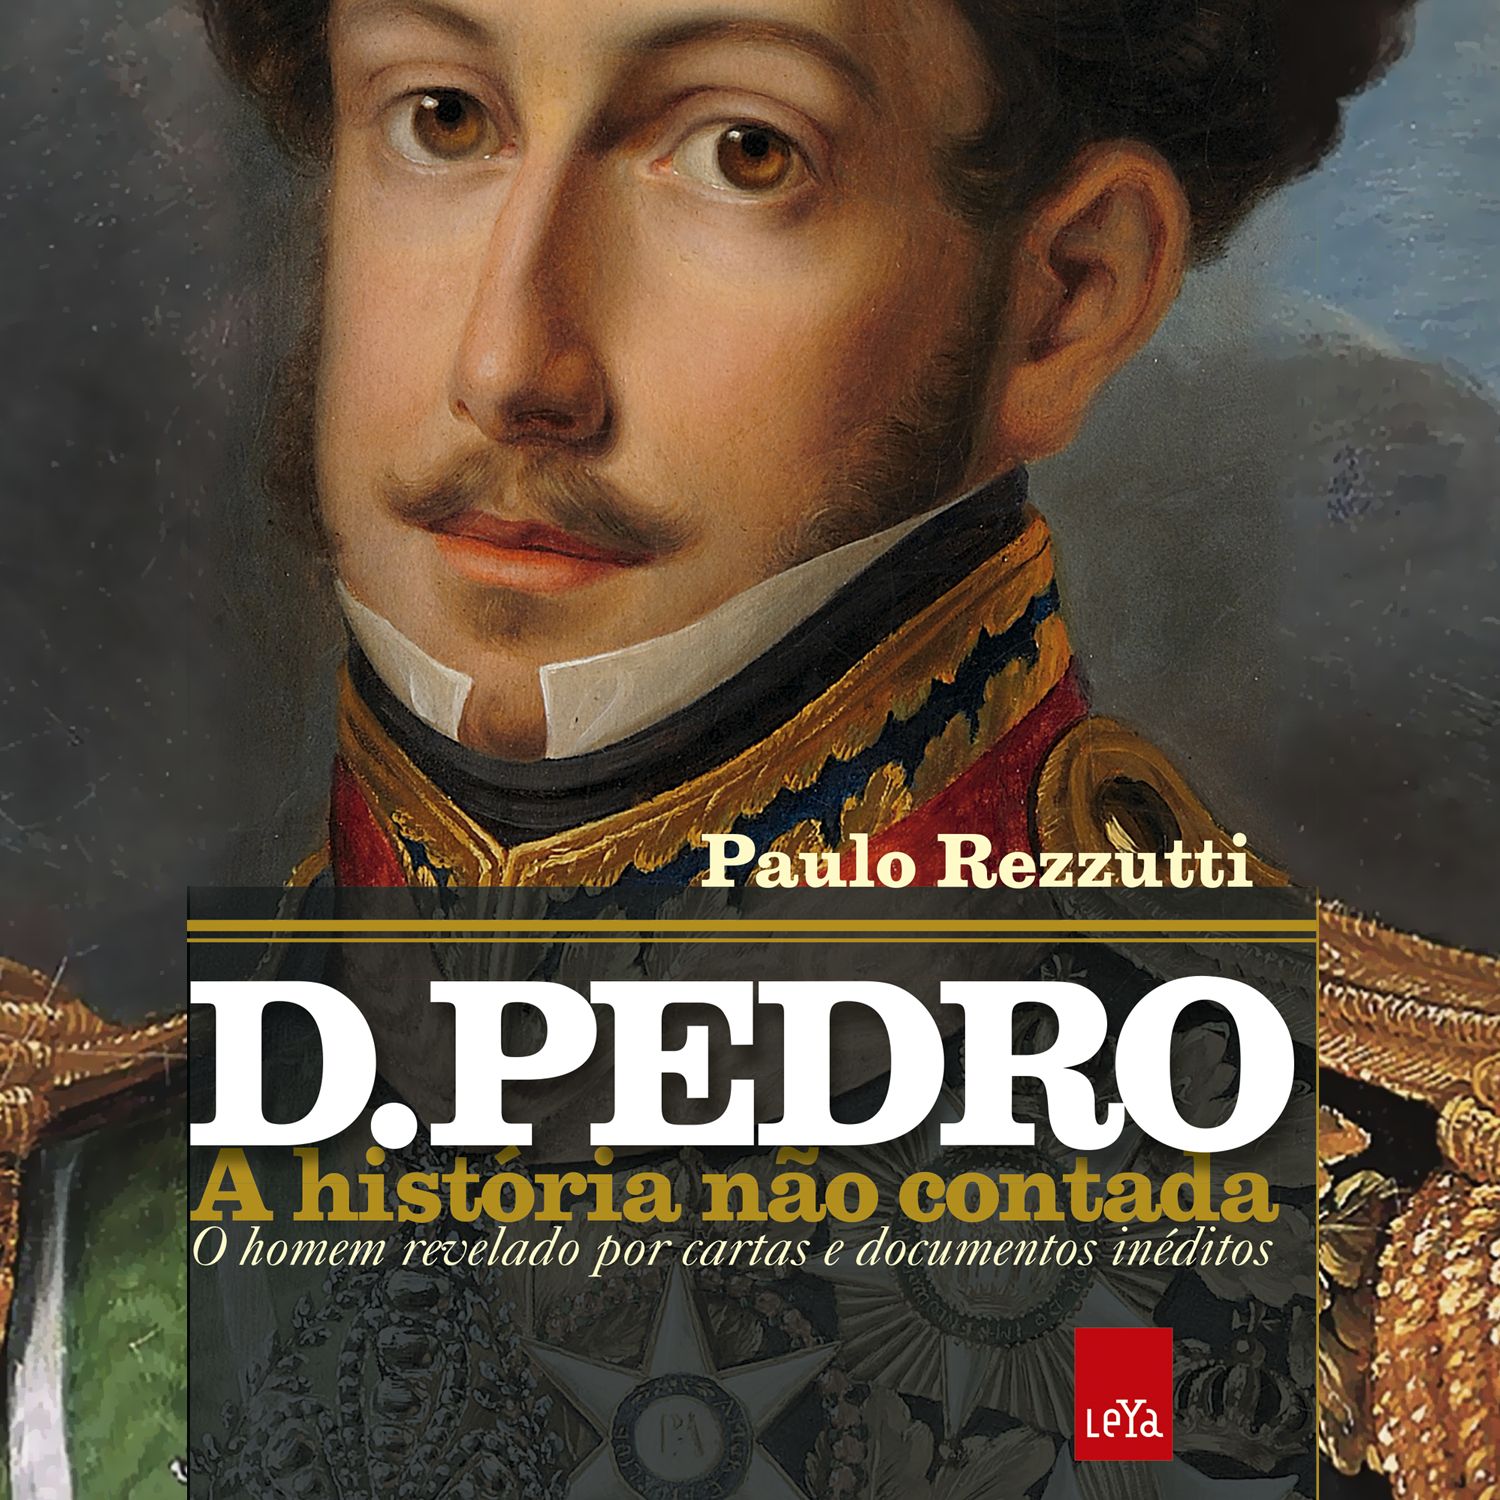 Paulo Rezzutti
D.PEDRO
A história não contada
O homem revelado por cartas e documentos inéditos
LeYa